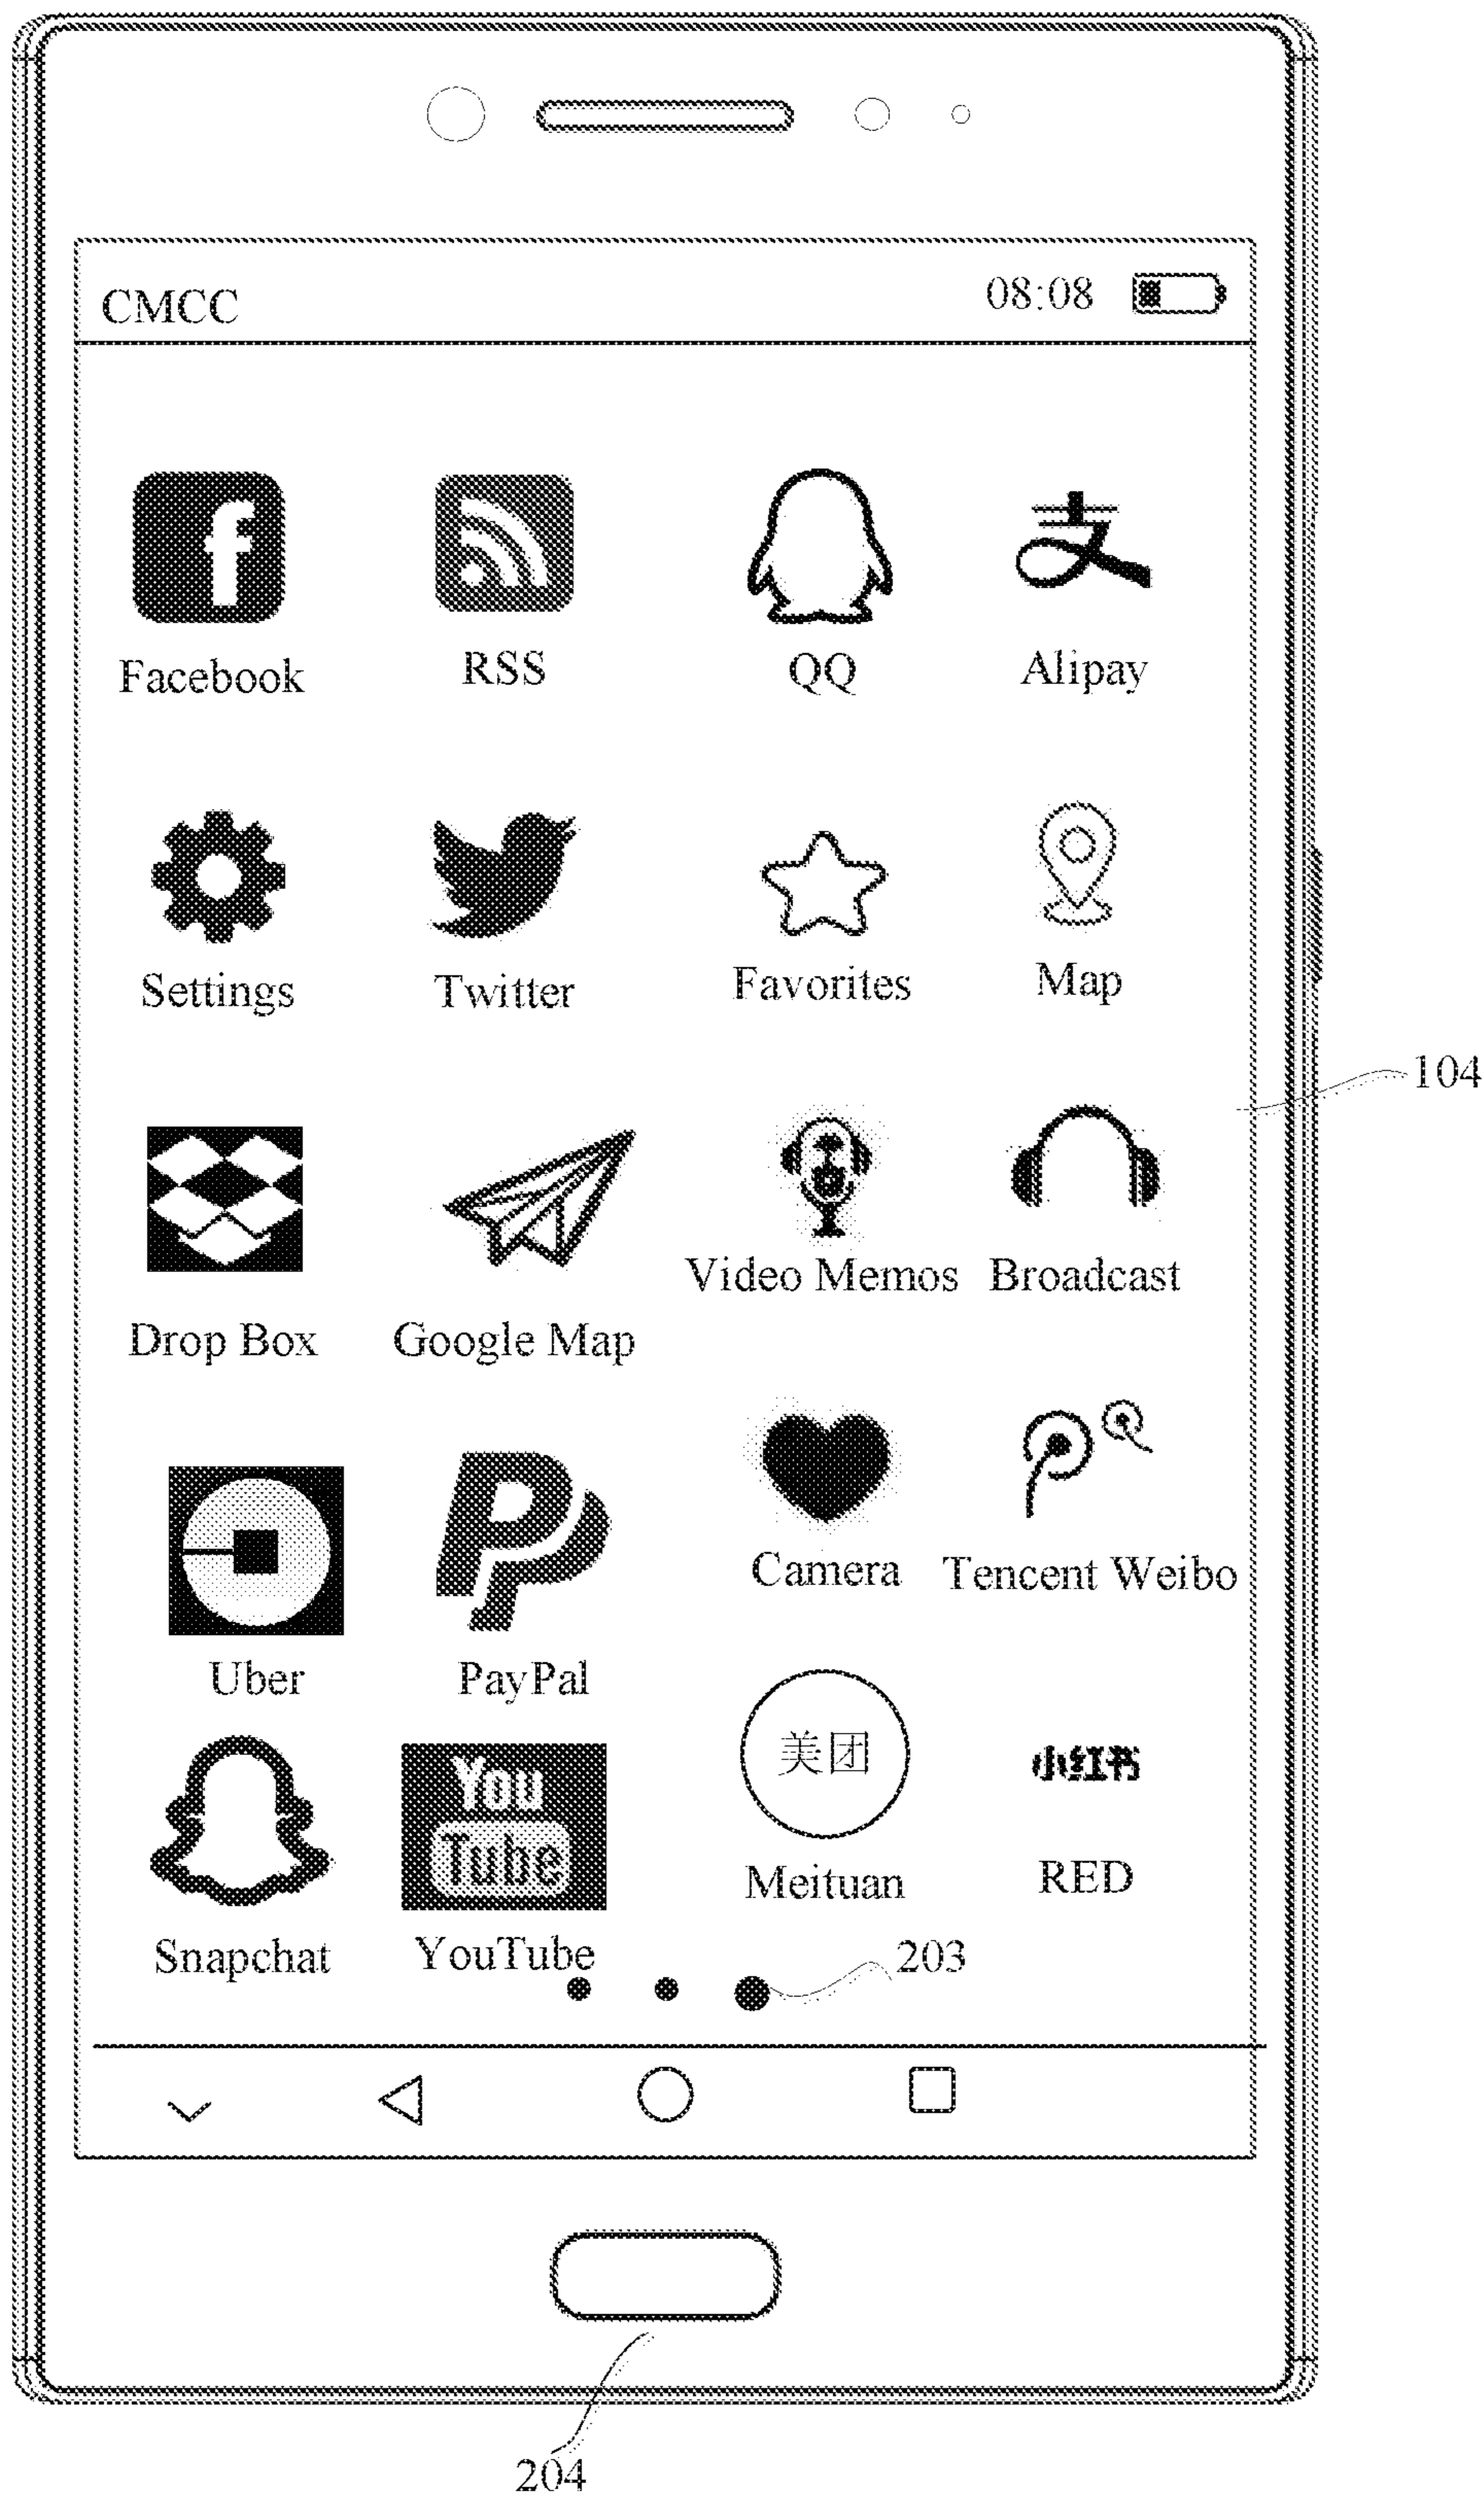 CMCC 08:08
f 支
Facebook RSS QQ Alipay
Settings Twitter Favorites Map
104
Video Memos Broadcast
Drop Box Google Map
Camera Tencent Weibo
Uber PayPal
You
Tube
美团 小红书
Meituan RED
Snapchat YouTube 203
204